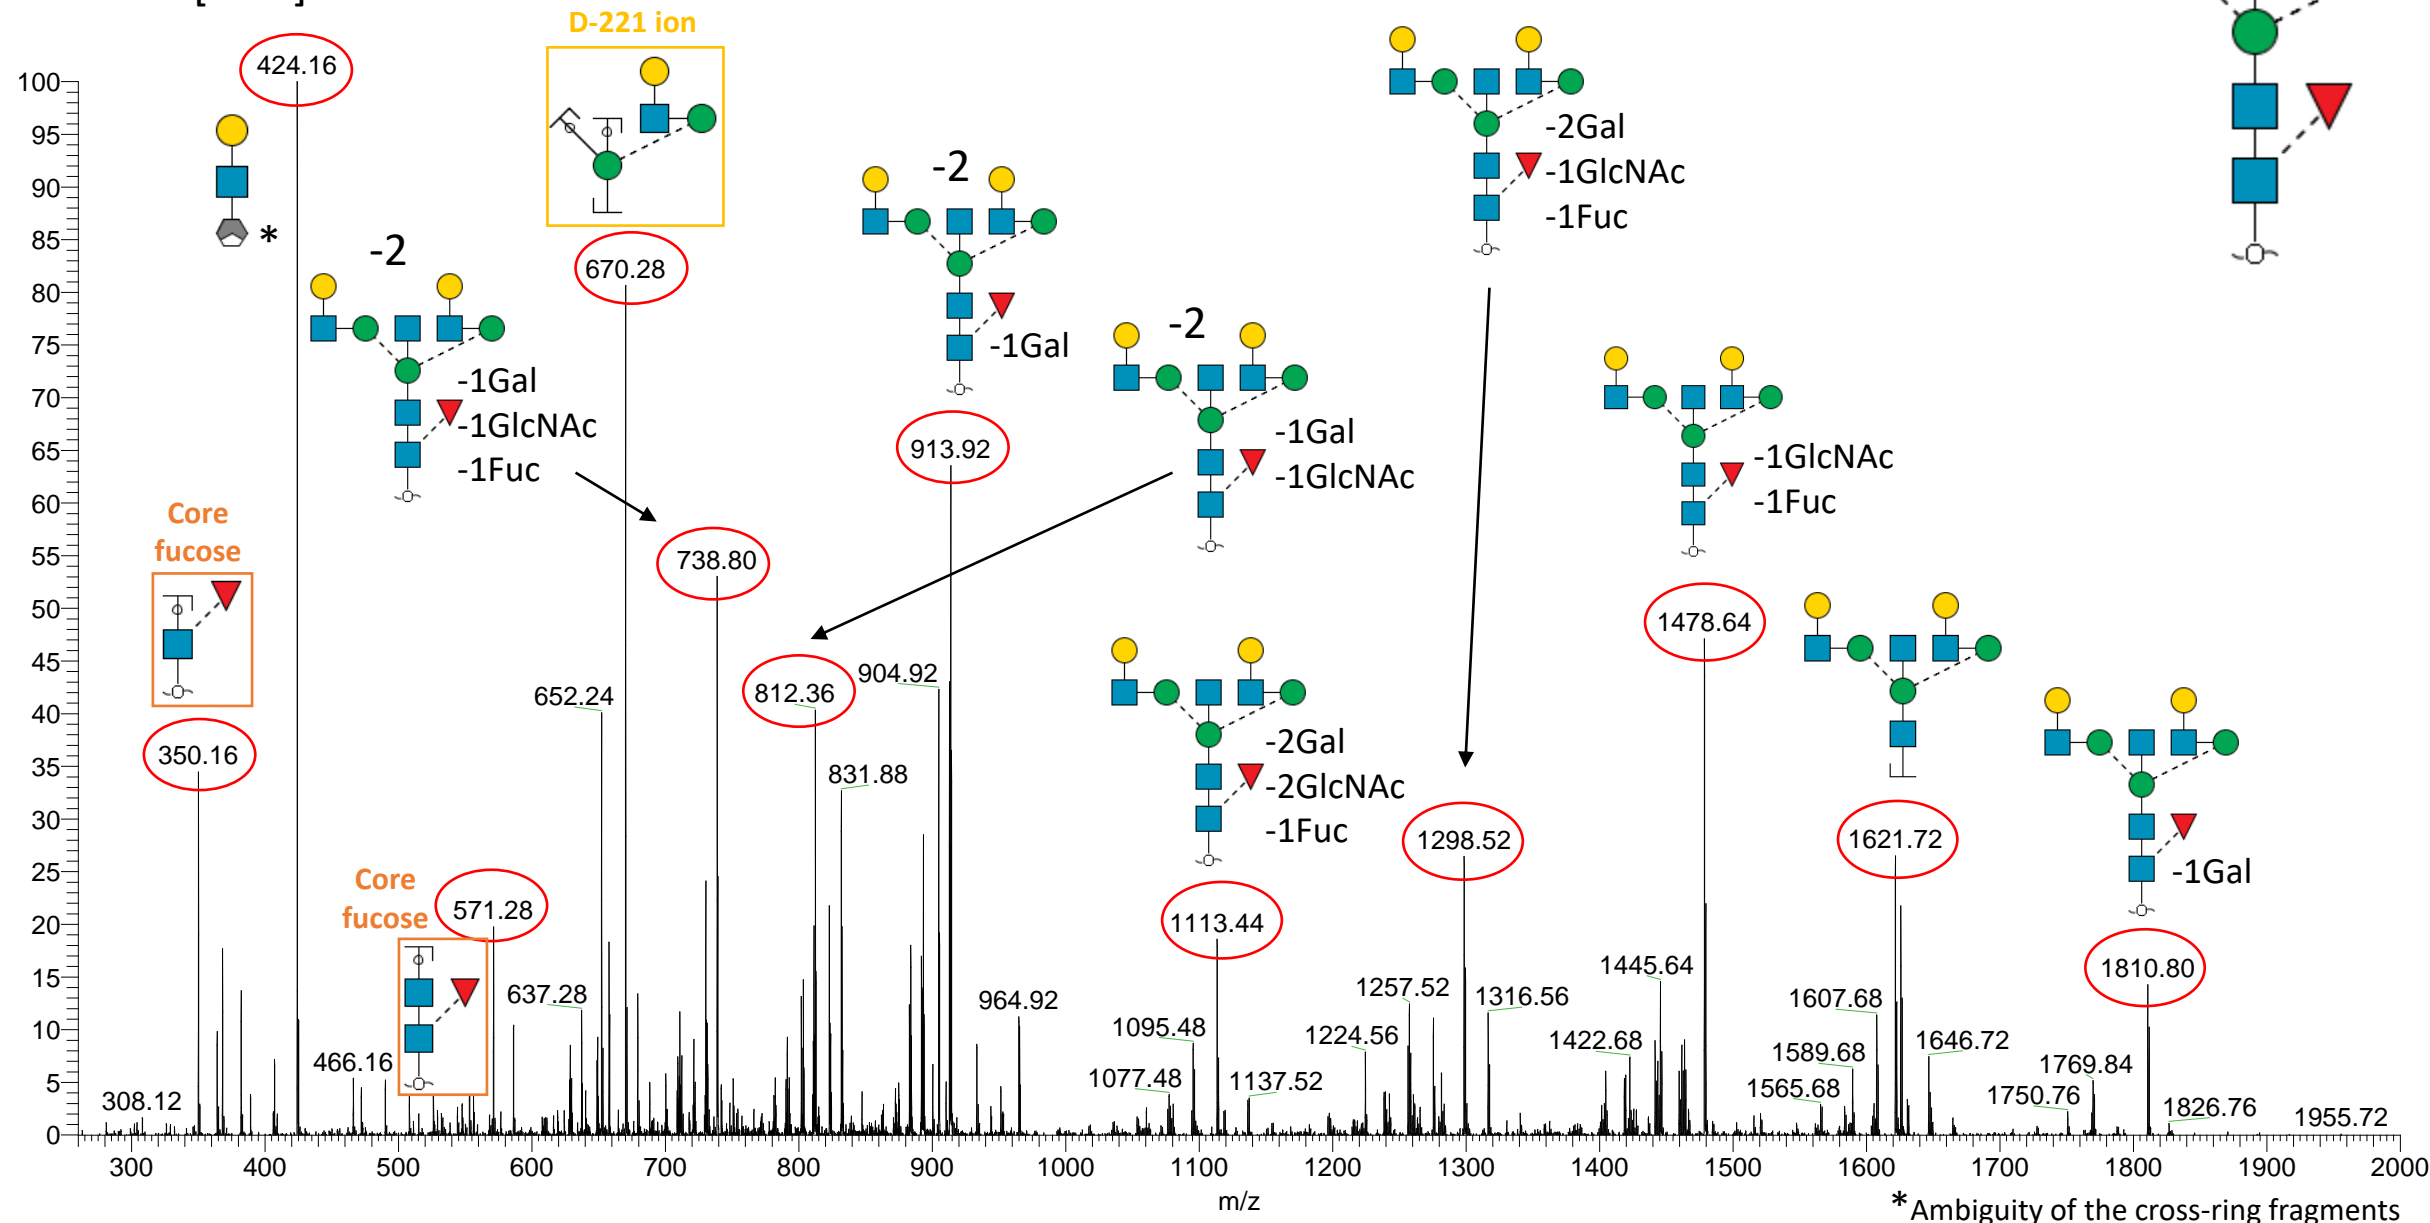 D-221 ion
424.16
100
95
90
85
80
75
70
65
60
55
50
45
40
35
30
25
20
15
10
5
0
*
-2
-1Gal
-1GlcNAc
-1Fuc
670.28
-2
-1Gal
913.92
-2
-1Gal
-1GlcNAc
-2Gal
-1GlcNAc
-1Fuc
-1GlcNAc
-1Fuc
Core
fucose
350.16
738.80
652.24
812.36
904.92
831.88
1478.64
Core
fucose
571.28
637.28
466.16
308.12
964.92
-2Gal
-2GlcNAc
-1Fuc
1113.44
1095.48
1077.48
1137.52
1298.52
1257.52
1316.56
1224.56
1445.64
1422.68
1621.72
1607.68
1589.68
1565.68
1646.72
-1Gal
1810.80
1769.84
1750.76
1826.76
1955.72
300 400 500 600 700 800 900 1000 1100 1200 1300 1400 1500 1600 1700 1800 1900 2000
m/z
*Ambiguity of the cross-ring fragments